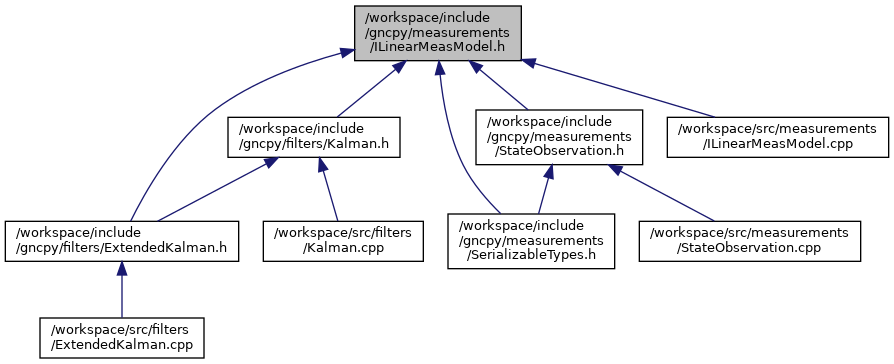 /workspace/include
/gncpy/measurements
/ILinearMeasModel.h
/workspace/include
/gncpy/filters/Kalman.h
/workspace/include
/gncpy/measurements
/StateObservation.h
/workspace/src/measurements
/ILinearMeasModel.cpp
/workspace/include
/gncpy/filters/ExtendedKalman.h
/workspace/src/filters
/Kalman.cpp
/workspace/include
/gncpy/measurements
/SerializableTypes.h
/workspace/src/measurements
/StateObservation.cpp
/workspace/src/filters
/ExtendedKalman.cpp